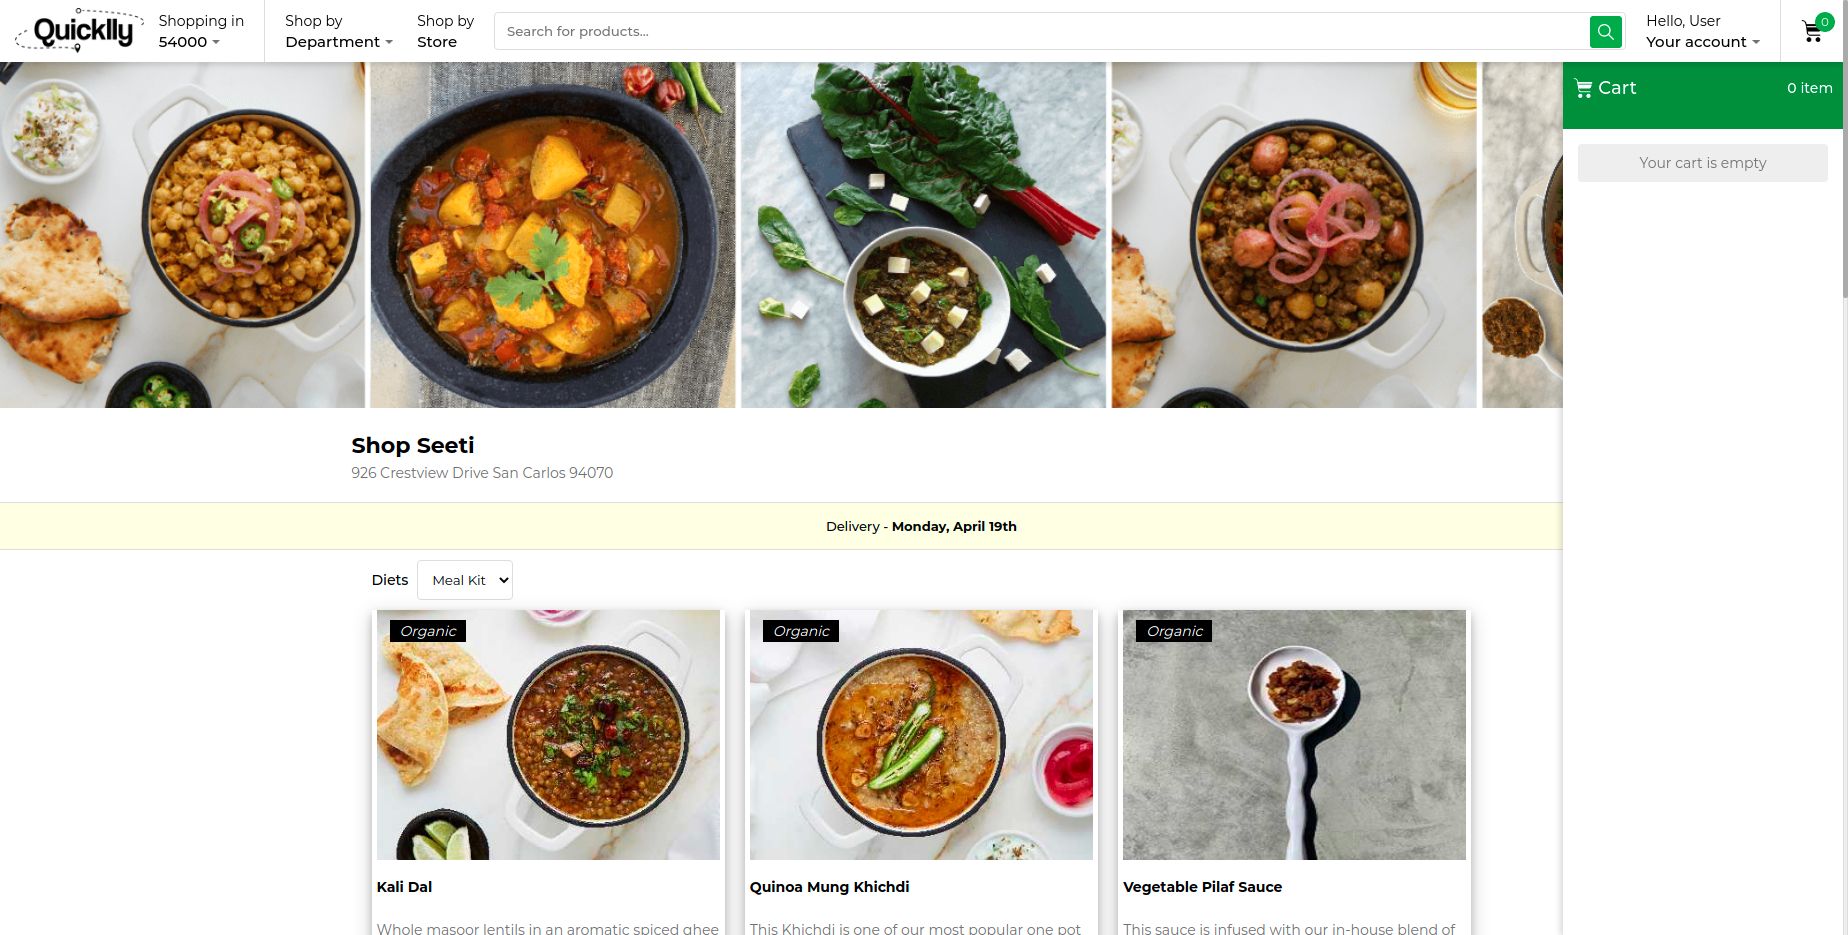 Quicklly
Shopping in
54000
Shop by
Department
Shop by
Store
Search for products...
Hello, User
Your account
0
Cart
0 item
Your cart is empty
Shop Seeti
926 Crestview Drive San Carlos 94070
Delivery - Monday, April 19th
Diets
Meal Kit
Organic
Organic
Organic
Kali Dal
Quinoa Mung Khichdi
Vegetable Pilaf Sauce
Whole masoor lentils in an aromatic spiced ghee
This Khichdi is one of our most popular one pot
This sauce is infused with our in-house blend of